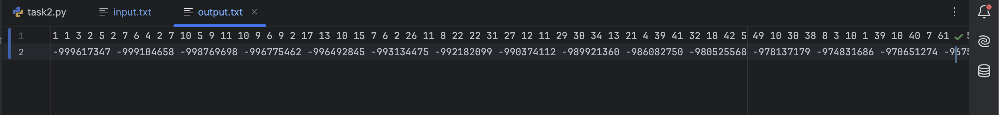 task2.py input.txt output.txt
1 1 1 3 2 5 2 7 6 4 2 7 10 5 9 11 10 9 6 9 2 17 13 10 15 7 6 2 26 11 8 22 22 31 27 12 11 29 30 34 13 21 4 39 41 32 18 42 5 49 10 30 38 8 3 10 1 39 10 40 7 61
2 -999617347 -999104658 -998769698 -996775462 -996492845 -993134475 -992182099 -990374112 -989921360 -986082750 -980525568 -978137179 -974831686 -970651274 -967